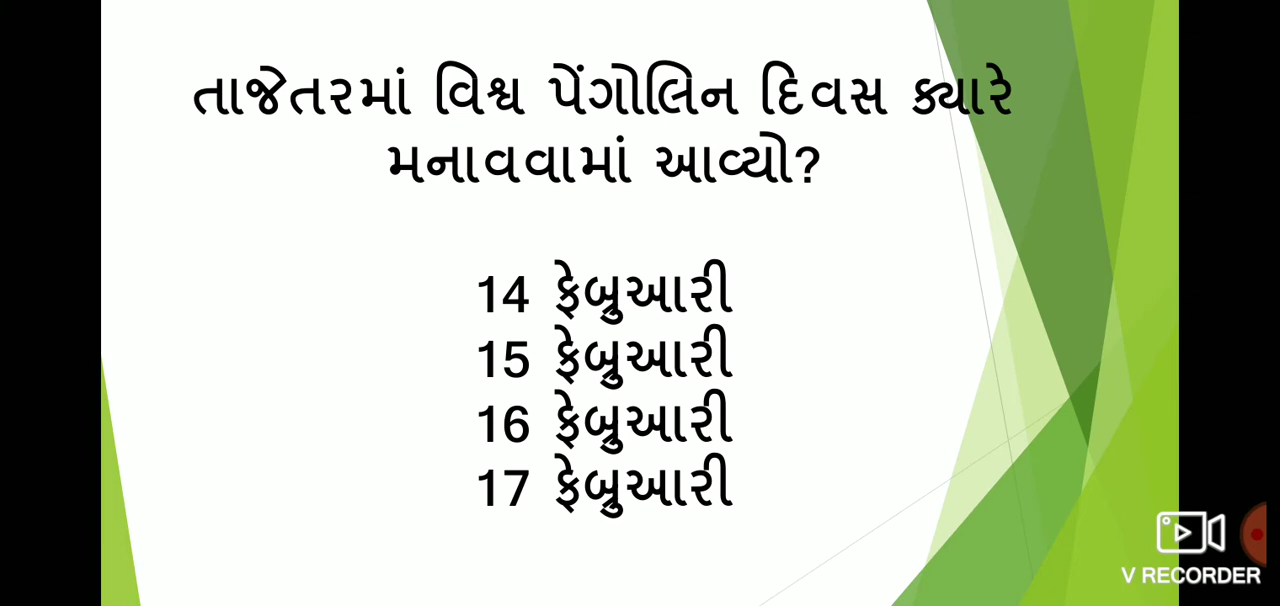 તાજેતરમાં વિશ્વ પેંગોલિન દિવસ ક્યારે
મનાવવામાં આવ્યો?
14 ફેબ્રુઆરી
15 ફેબ્રુઆરી
16 ફેબ્રુઆરી
17 ફેબ્રુઆરી
V RECORDER